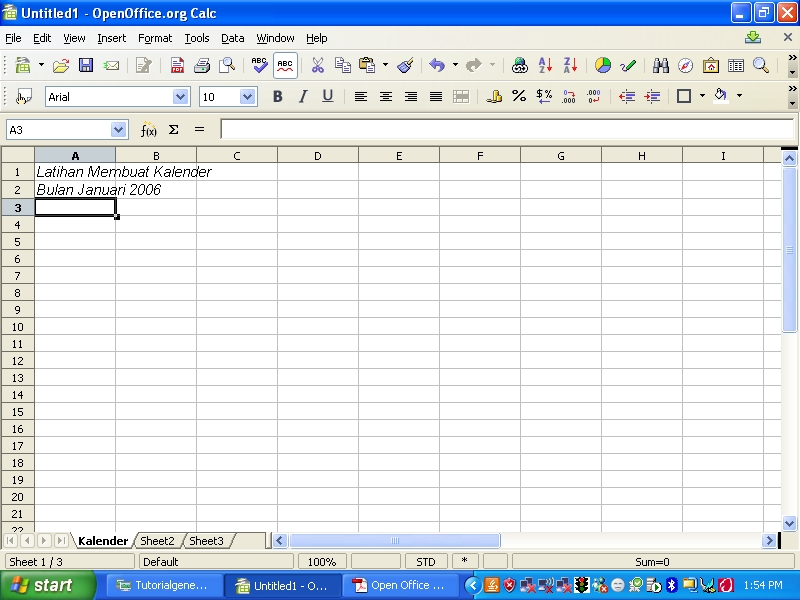 Untitled1 - OpenOffice.org Calc
File Edit View Insert Format Tools Data Window Help
ABC ABC
Arial 10 B I U
A3 f(x) Σ =
A B C D E F G H I
1 Latihan Membuat Kalender
2 Bulan Januari 2006
3
4
5
6
7
8
9
10
11
12
13
14
15
16
17
18
19
20
21
22
Kalender Sheet2 Sheet3
Sheet 1 / 3 Default 100% STD * Sum=0
start Tutorialgene... Untitled1 - O... Open Office ... 1:54 PM